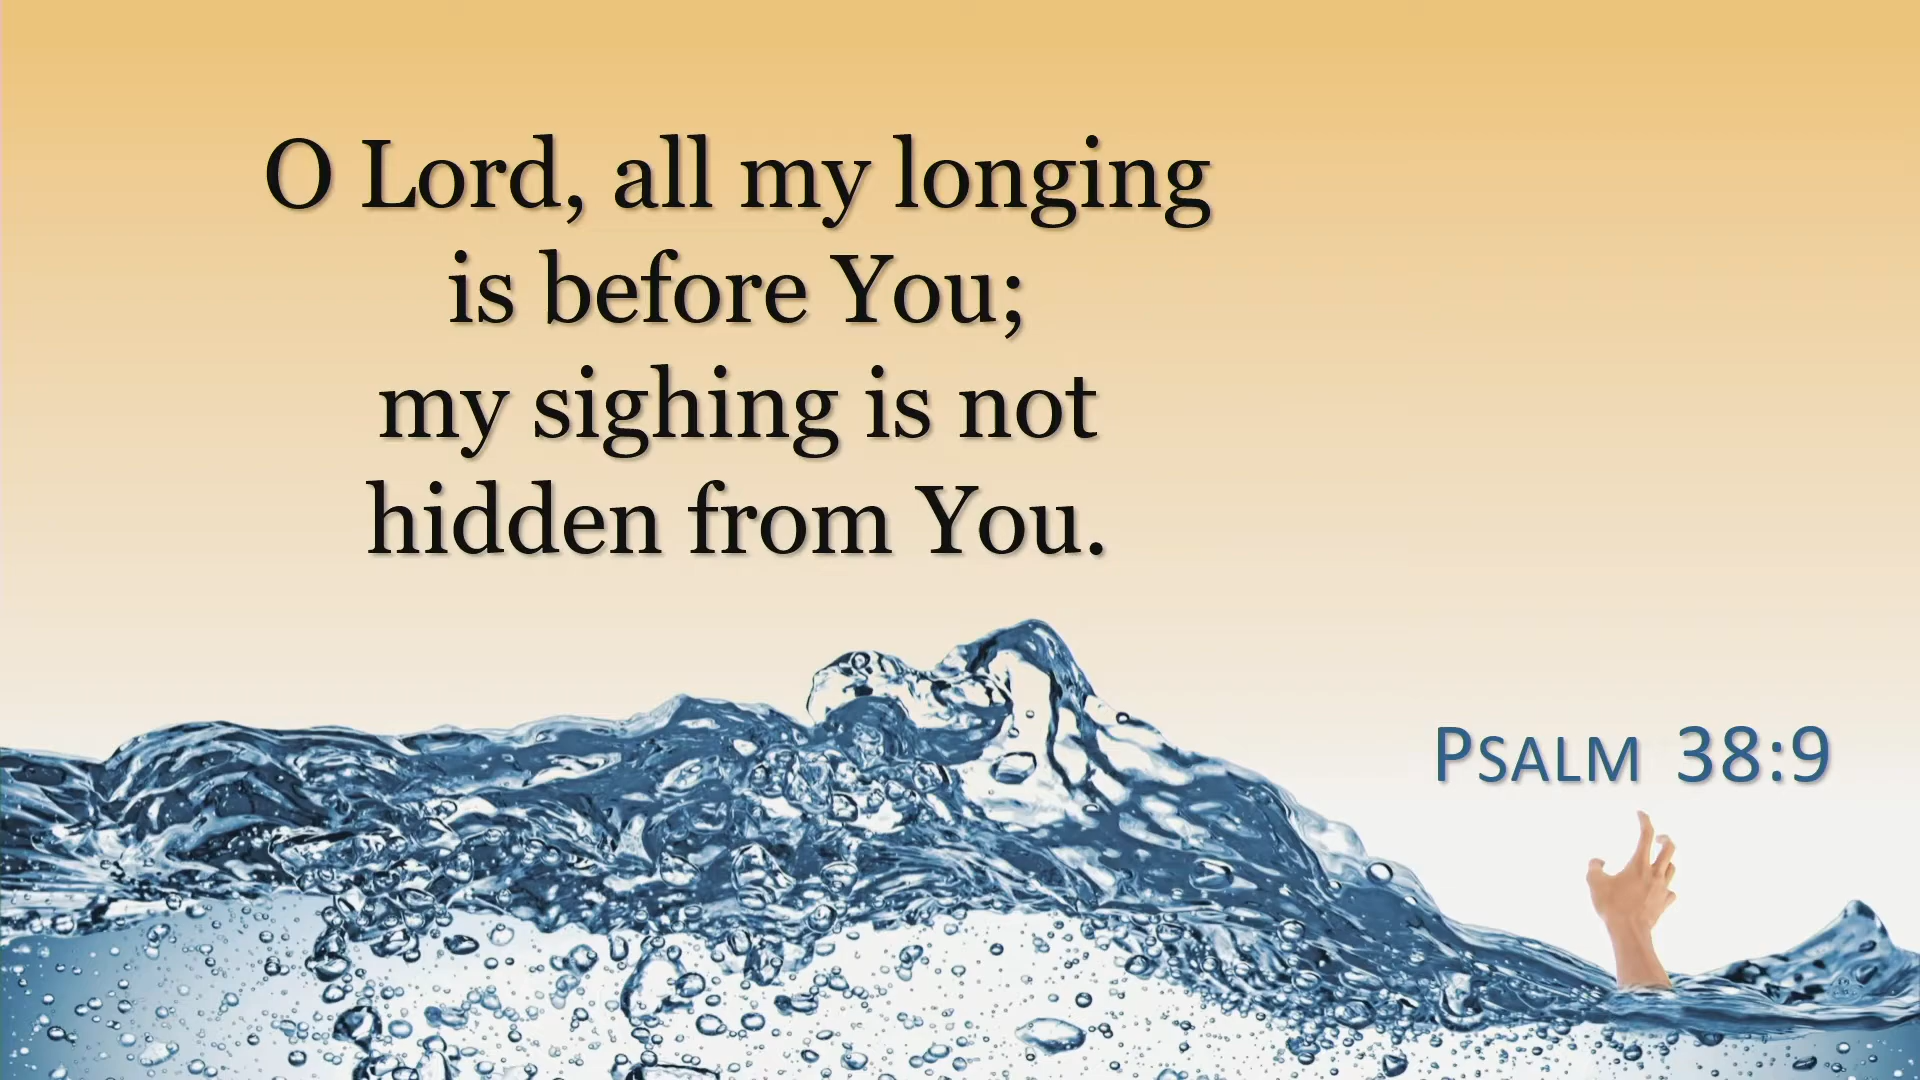 O Lord, all my longing
is before You;
my sighing is not
hidden from You.
Psalm 38:9